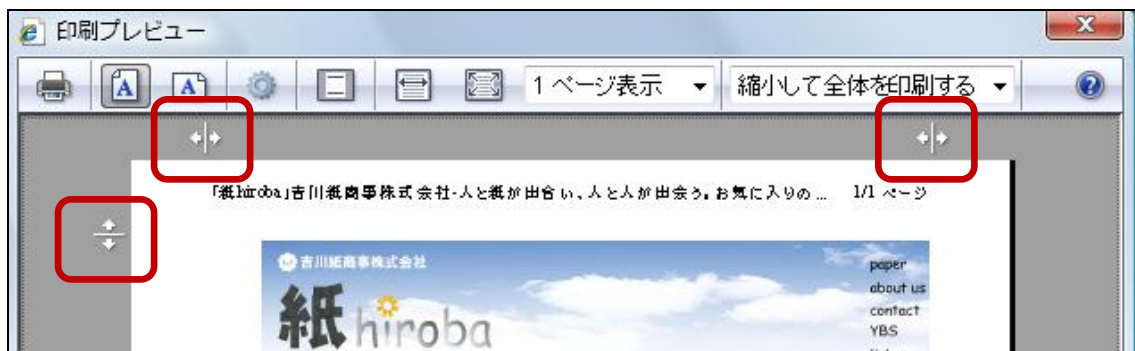 印刷プレビュー
X
A
A
1 ページ表示
縮小して全体を印刷する
?
「紙hiroba」吉川紙商事株式会社-人と紙が出合い、人と人が出会う。お気に入りの ... 1/1 ページ
吉川紙商事株式会社
紙hiroba
paper
about us
contact
YBS